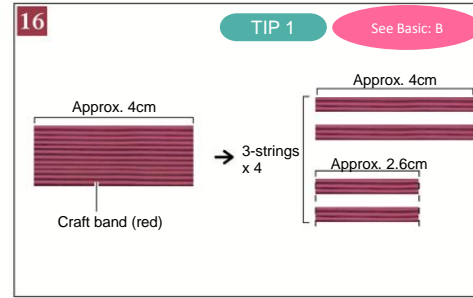 16
TIP 1
See Basic: B
Approx. 4cm
Craft band (red)
3-strings
x 4
Approx. 4cm
Approx. 2.6cm